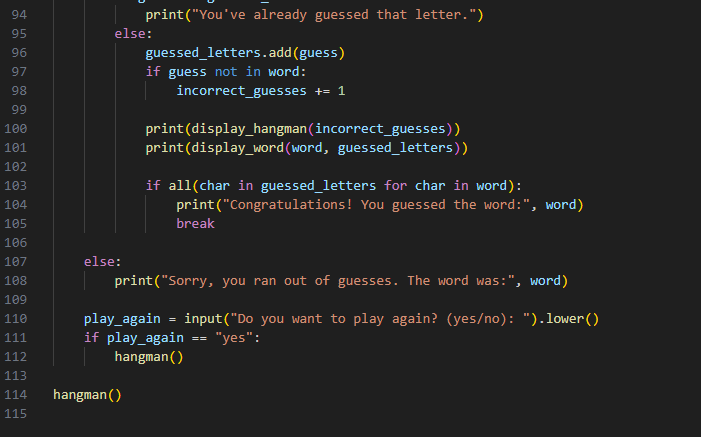 94 print("You've already guessed that letter.")
95 else:
96 guessed_letters.add(guess)
97 if guess not in word:
98 incorrect_guesses += 1
99
100 print(display_hangman(incorrect_guesses))
101 print(display_word(word, guessed_letters))
102
103 if all(char in guessed_letters for char in word):
104 print("Congratulations! You guessed the word:", word)
105 break
106
107 else:
108 print("Sorry, you ran out of guesses. The word was:", word)
109
110 play_again = input("Do you want to play again? (yes/no): ").lower()
111 if play_again == "yes":
112 hangman()
113
114 hangman()
115